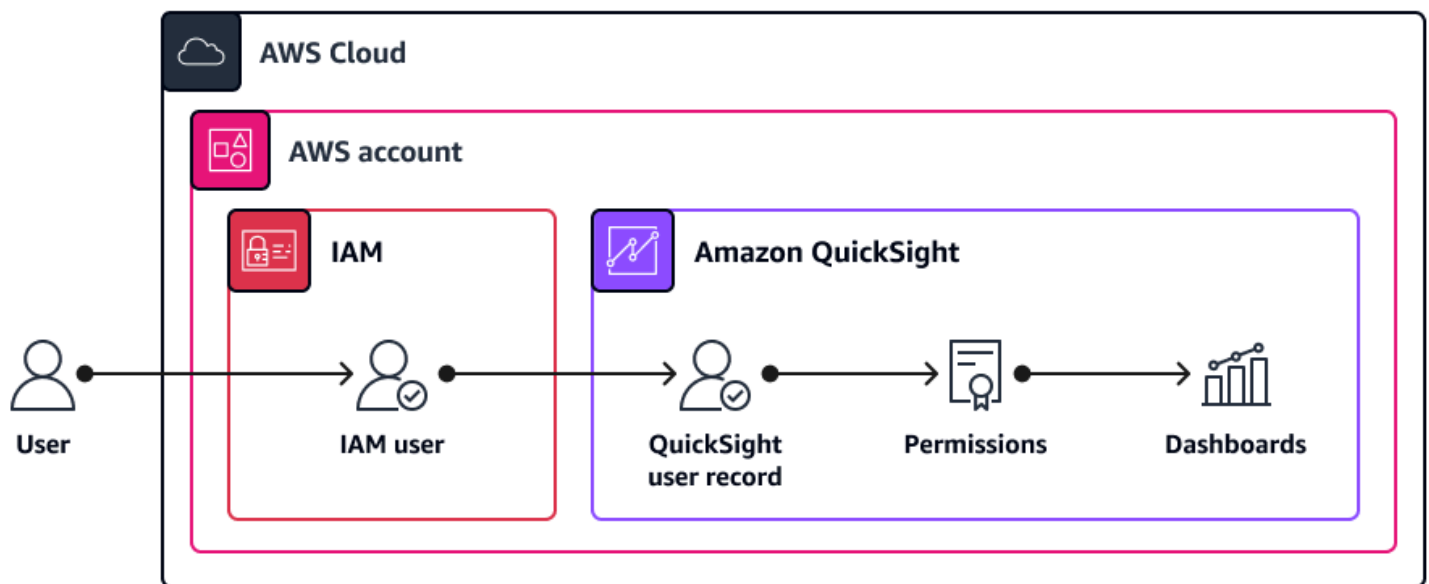 AWS Cloud
AWS account
IAM
Amazon QuickSight
User
IAM user
QuickSight
user record
Permissions
Dashboards